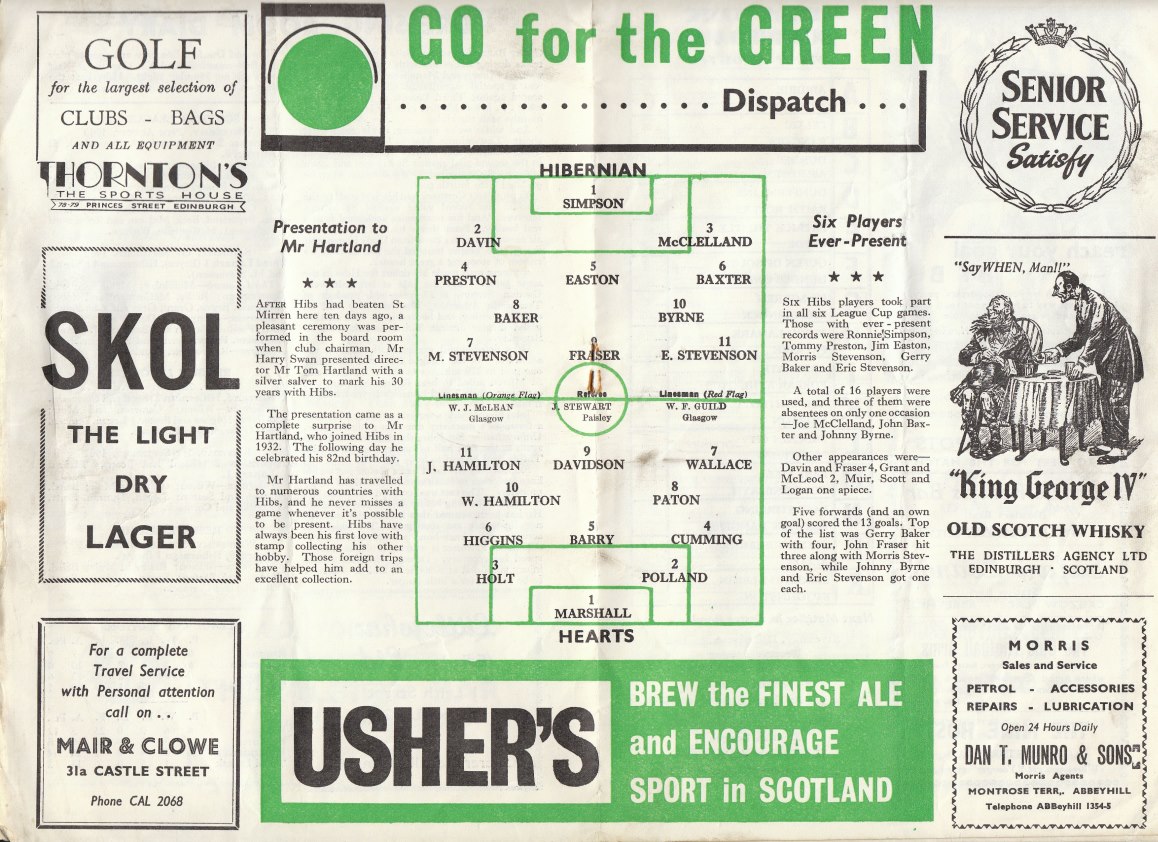 GOLF
for the largest selection of
CLUBS - BAGS
AND ALL EQUIPMENT
THORNTON'S
THE SPORTS HOUSE
78-79 PRINCES STREET EDINBURGH
SKOL
THE LIGHT
DRY
LAGER
For a complete
Travel Service
with Personal attention
call on . .
MAIR & CLOWE
31a CASTLE STREET
Phone CAL 2068
GO for the GREEN
Dispatch
Presentation to
Mr Hartland
★ ★ ★
AFTER Hibs had beaten St
Mirren here ten days ago, a
pleasant ceremony was per-
formed in the board room
when club chairman Mr
Harry Swan presented direc-
tor Mr Tom Hartland with a
silver salver to mark his 30
years with Hibs.
The presentation came as a
complete surprise to Mr
Hartland, who joined Hibs in
1932. The following day he
celebrated his 82nd birthday.
Mr Hartland has travelled
to numerous countries with
Hibs, and he never misses a
game whenever it's possible
to be present. Hibs have
always been his first love with
stamp collecting his other
hobby. Those foreign trips
have helped him add to an
excellent collection.
HIBERNIAN
1
SIMPSON
2 3
DAVIN McCLELLAND
4 5 6
PRESTON EASTON BAXTER
8 10
BAKER BYRNE
7 9 11
M. STEVENSON FRASER E. STEVENSON
Linesman (Orange Flag) Referee Linesman (Red Flag)
W. J. McLEAN J. STEWART W. F. GUILD
Glasgow Paisley Glasgow
11 9 7
J. HAMILTON DAVIDSON WALLACE
10 8
W. HAMILTON PATON
6 5 4
HIGGINS BARRY CUMMING
3 2
HOLT POLLAND
1
MARSHALL
HEARTS
Six Players
Ever-Present
★ ★ ★
SIX Hibs players took part
in all six League Cup games.
Those with ever-present
records were Ronnie Simpson,
Tommy Preston, Jim Easton,
Morris Stevenson, Gerry
Baker and Eric Stevenson.
A total of 16 players were
used, and three of them were
absentees on only one occasion
—Joe McClelland, John Bax-
ter and Johnny Byrne.
Other appearances were—
Davin and Fraser 4, Grant and
McLeod 2, Muir, Scott and
Logan one apiece.
Five forwards (and an own
goal) scored the 13 goals. Top
of the list was Gerry Baker
with four, John Fraser hit
three along with Morris Stev-
enson, while Johnny Byrne
and Eric Stevenson got one
each.
USHER'S
BREW the FINEST ALE
and ENCOURAGE
SPORT in SCOTLAND
SENIOR
SERVICE
Satisfy
"Say WHEN, Man!!"
"King George IV"
OLD SCOTCH WHISKY
THE DISTILLERS AGENCY LTD
EDINBURGH · SCOTLAND
MORRIS
Sales and Service
PETROL - ACCESSORIES
REPAIRS - LUBRICATION
Open 24 Hours Daily
DAN T. MUNRO & SONS
Morris Agents
MONTROSE TERR,. ABBEYHILL
Telephone ABBeyhill 1354-5